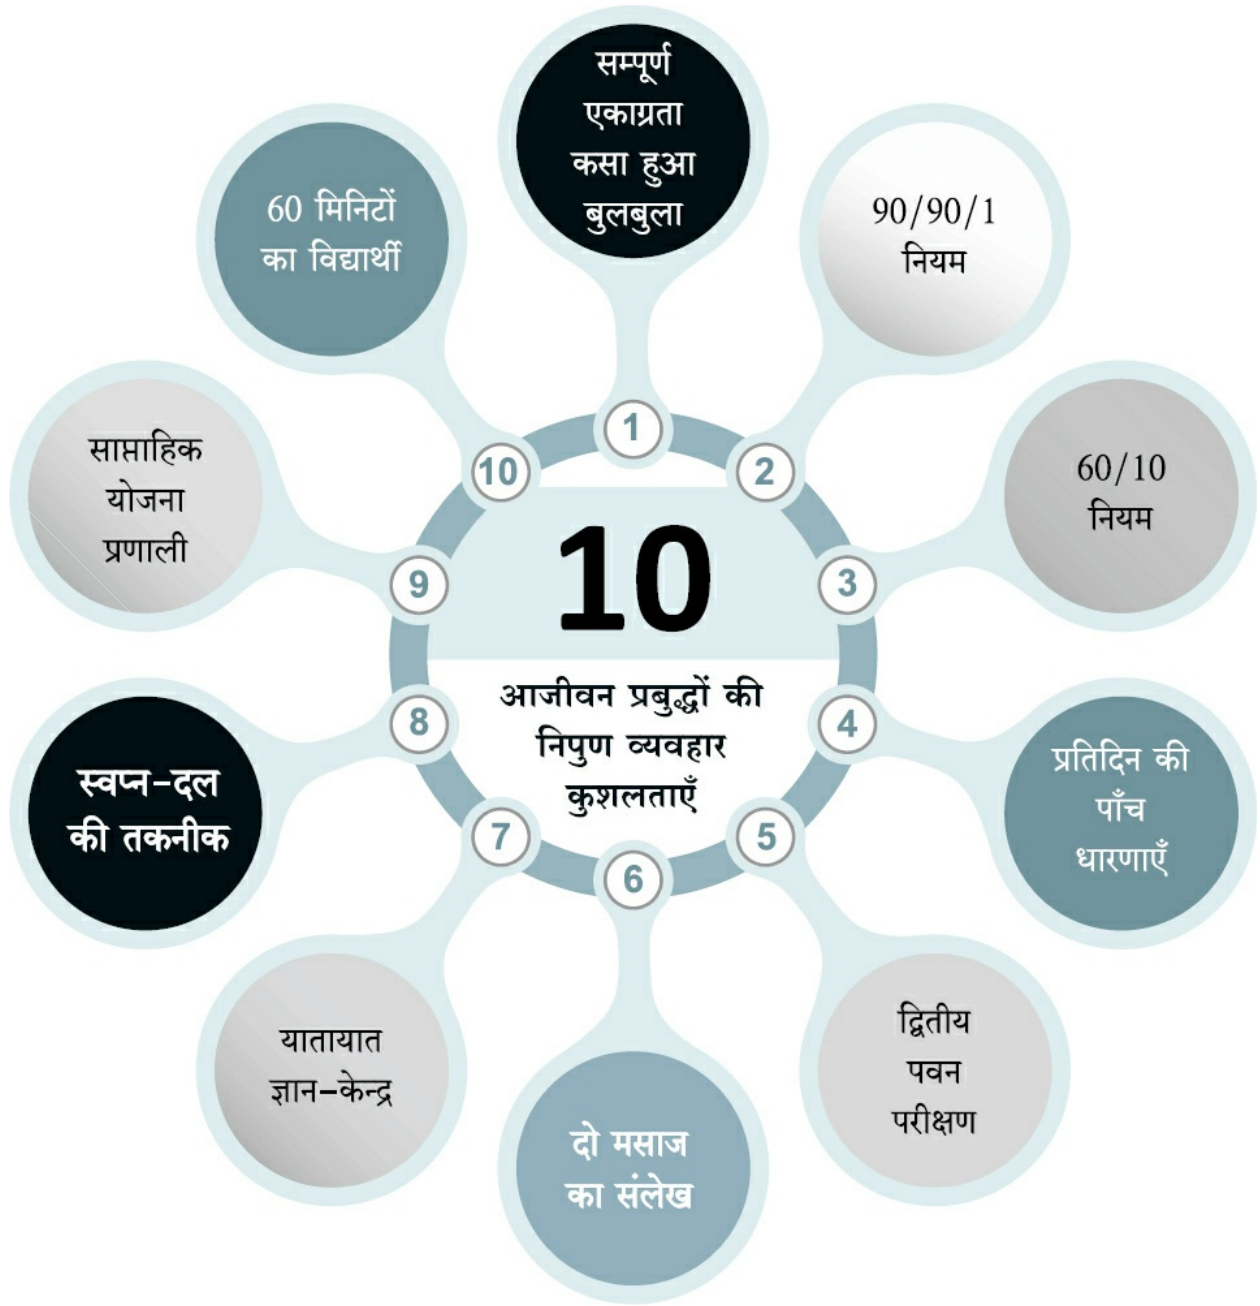 10
आजीवन प्रबुद्धों की
निपुण व्यवहार
कुशलताएँ
1
सम्पूर्ण
एकाग्रता
कसा हुआ
बुलबुला
2
90/90/1
नियम
3
60/10
नियम
4
प्रतिदिन की
पाँच
धारणाएँ
5
द्वितीय
पवन
परीक्षण
6
दो मसाज
का संलेख
7
यातायात
ज्ञान-केन्द्र
8
स्वप्न-दल
की तकनीक
9
साप्ताहिक
योजना
प्रणाली
10
60 मिनिटों
का विद्यार्थी